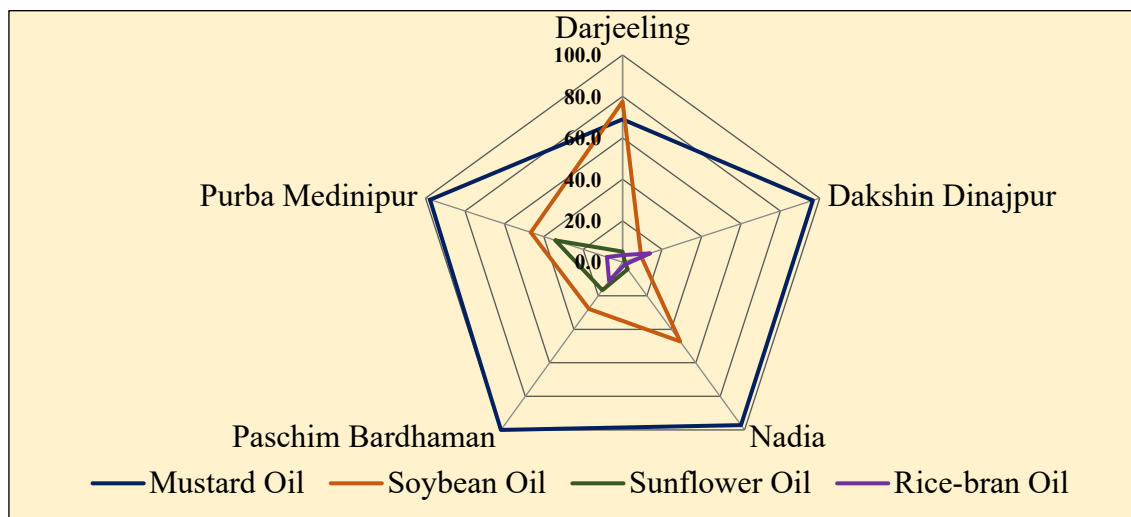 Darjeeling
100.0
80.0
60.0
40.0
20.0
0.0
Purba Medinipur
Dakshin Dinajpur
Paschim Bardhaman
Nadia
Mustard Oil Soybean Oil Sunflower Oil Rice-bran Oil